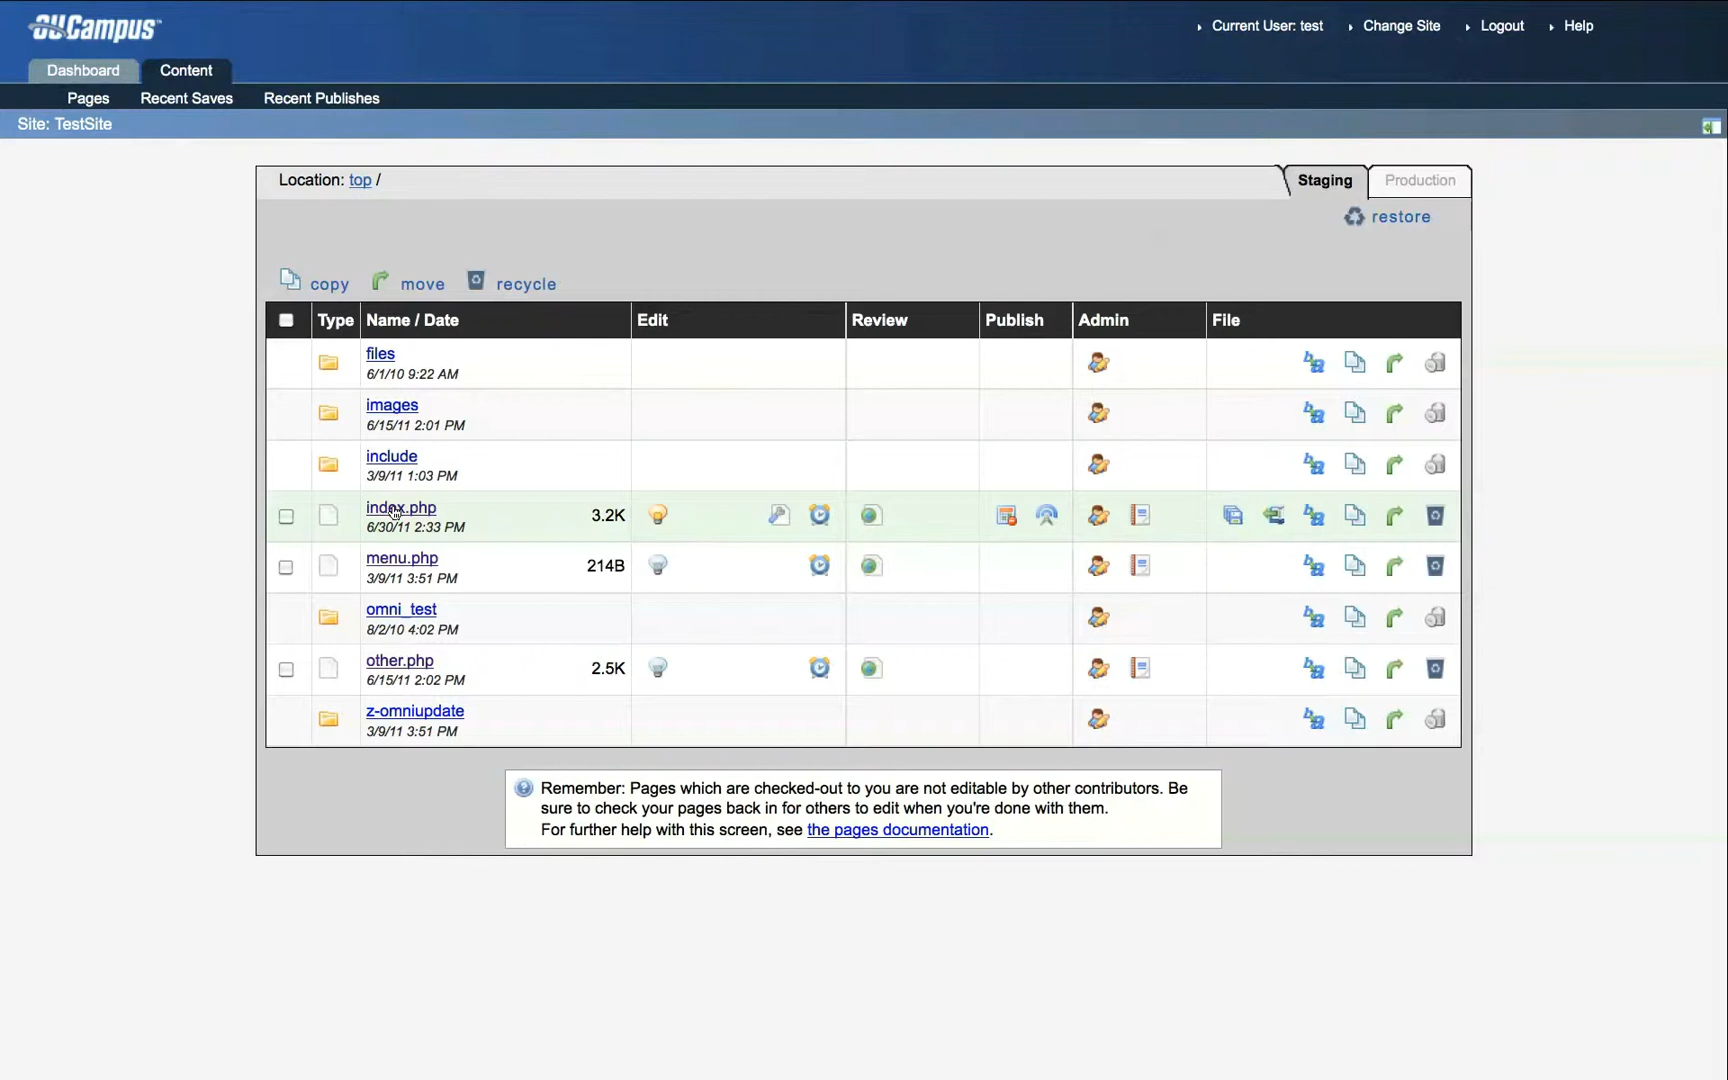 OUCampus™
Current User: test Change Site Logout Help
Dashboard Content
Pages Recent Saves Recent Publishes
Site: TestSite
Location: top / Staging Production
restore
copy move recycle
Type Name / Date Edit Review Publish Admin File
files
6/1/10 9:22 AM
images
6/15/11 2:01 PM
include
3/9/11 1:03 PM
index.php
6/30/11 2:33 PM 3.2K
menu.php
3/9/11 3:51 PM 214B
omni_test
8/2/10 4:02 PM
other.php
6/15/11 2:02 PM 2.5K
z-omniupdate
3/9/11 3:51 PM
Remember: Pages which are checked-out to you are not editable by other contributors. Be
sure to check your pages back in for others to edit when you're done with them.
For further help with this screen, see the pages documentation.